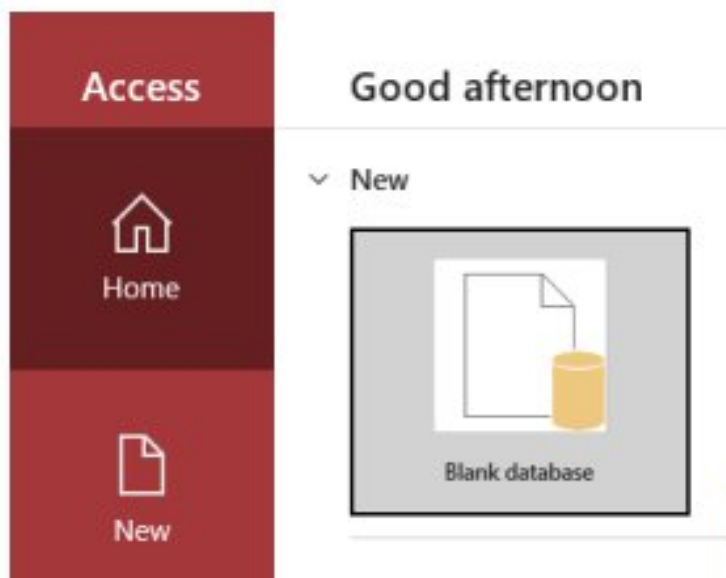 Access
Good afternoon
New
Home
Blank database
New